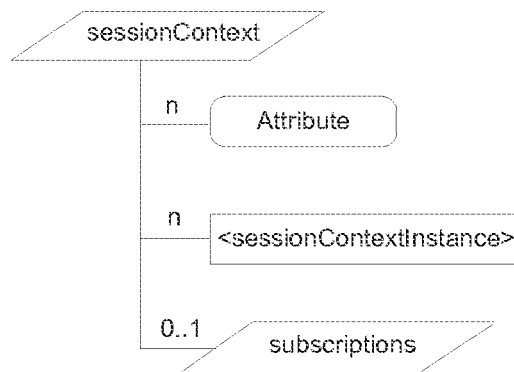 sessionContext
n
Attribute
n
<sessionContextInstance>
0..1
subscriptions